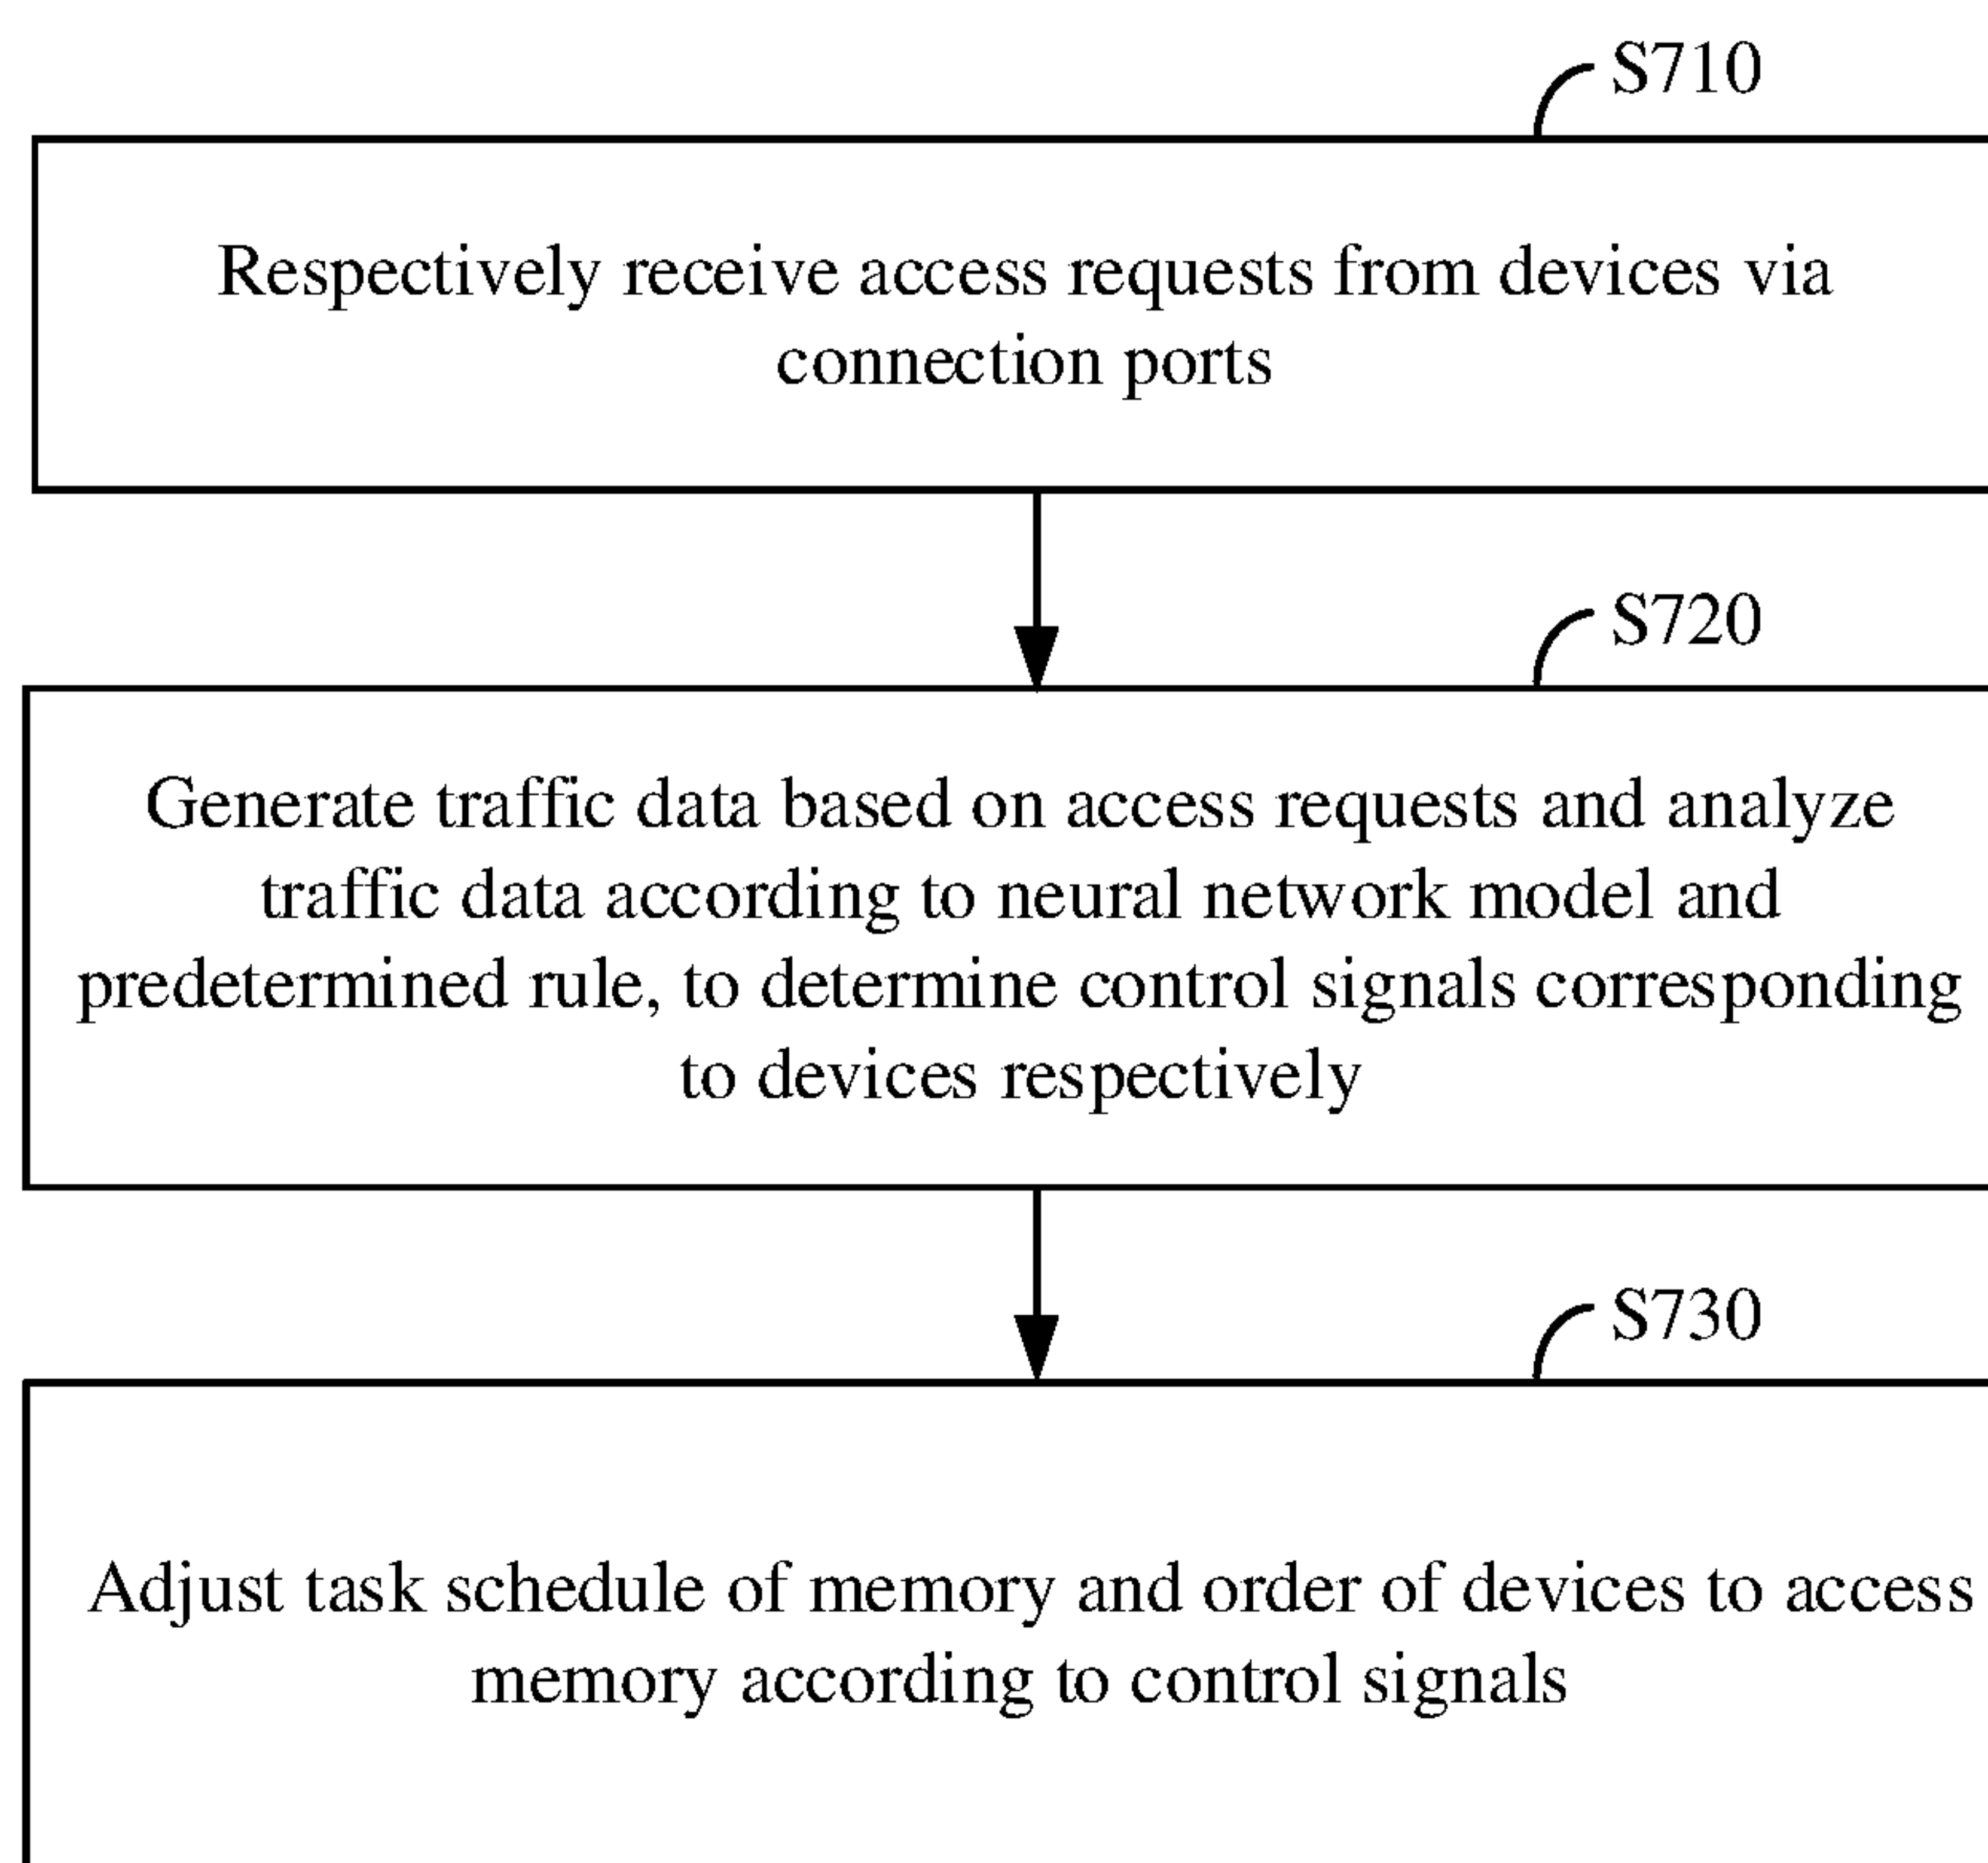 S710
Respectively receive access requests from devices via
connection ports
S720
Generate traffic data based on access requests and analyze
traffic data according to neural network model and
predetermined rule, to determine control signals corresponding
to devices respectively
S730
Adjust task schedule of memory and order of devices to access
memory according to control signals